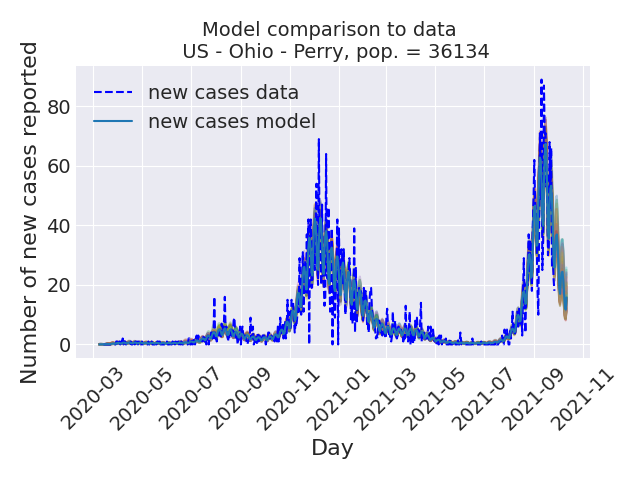 Model comparison to data
US - Ohio - Perry, pop. = 36134
Number of new cases reported
80
60
40
20
0
new cases data
new cases model
2020-03
2020-05
2020-07
2020-09
2020-11
2021-01
2021-03
2021-05
2021-07
2021-09
2021-11
Day